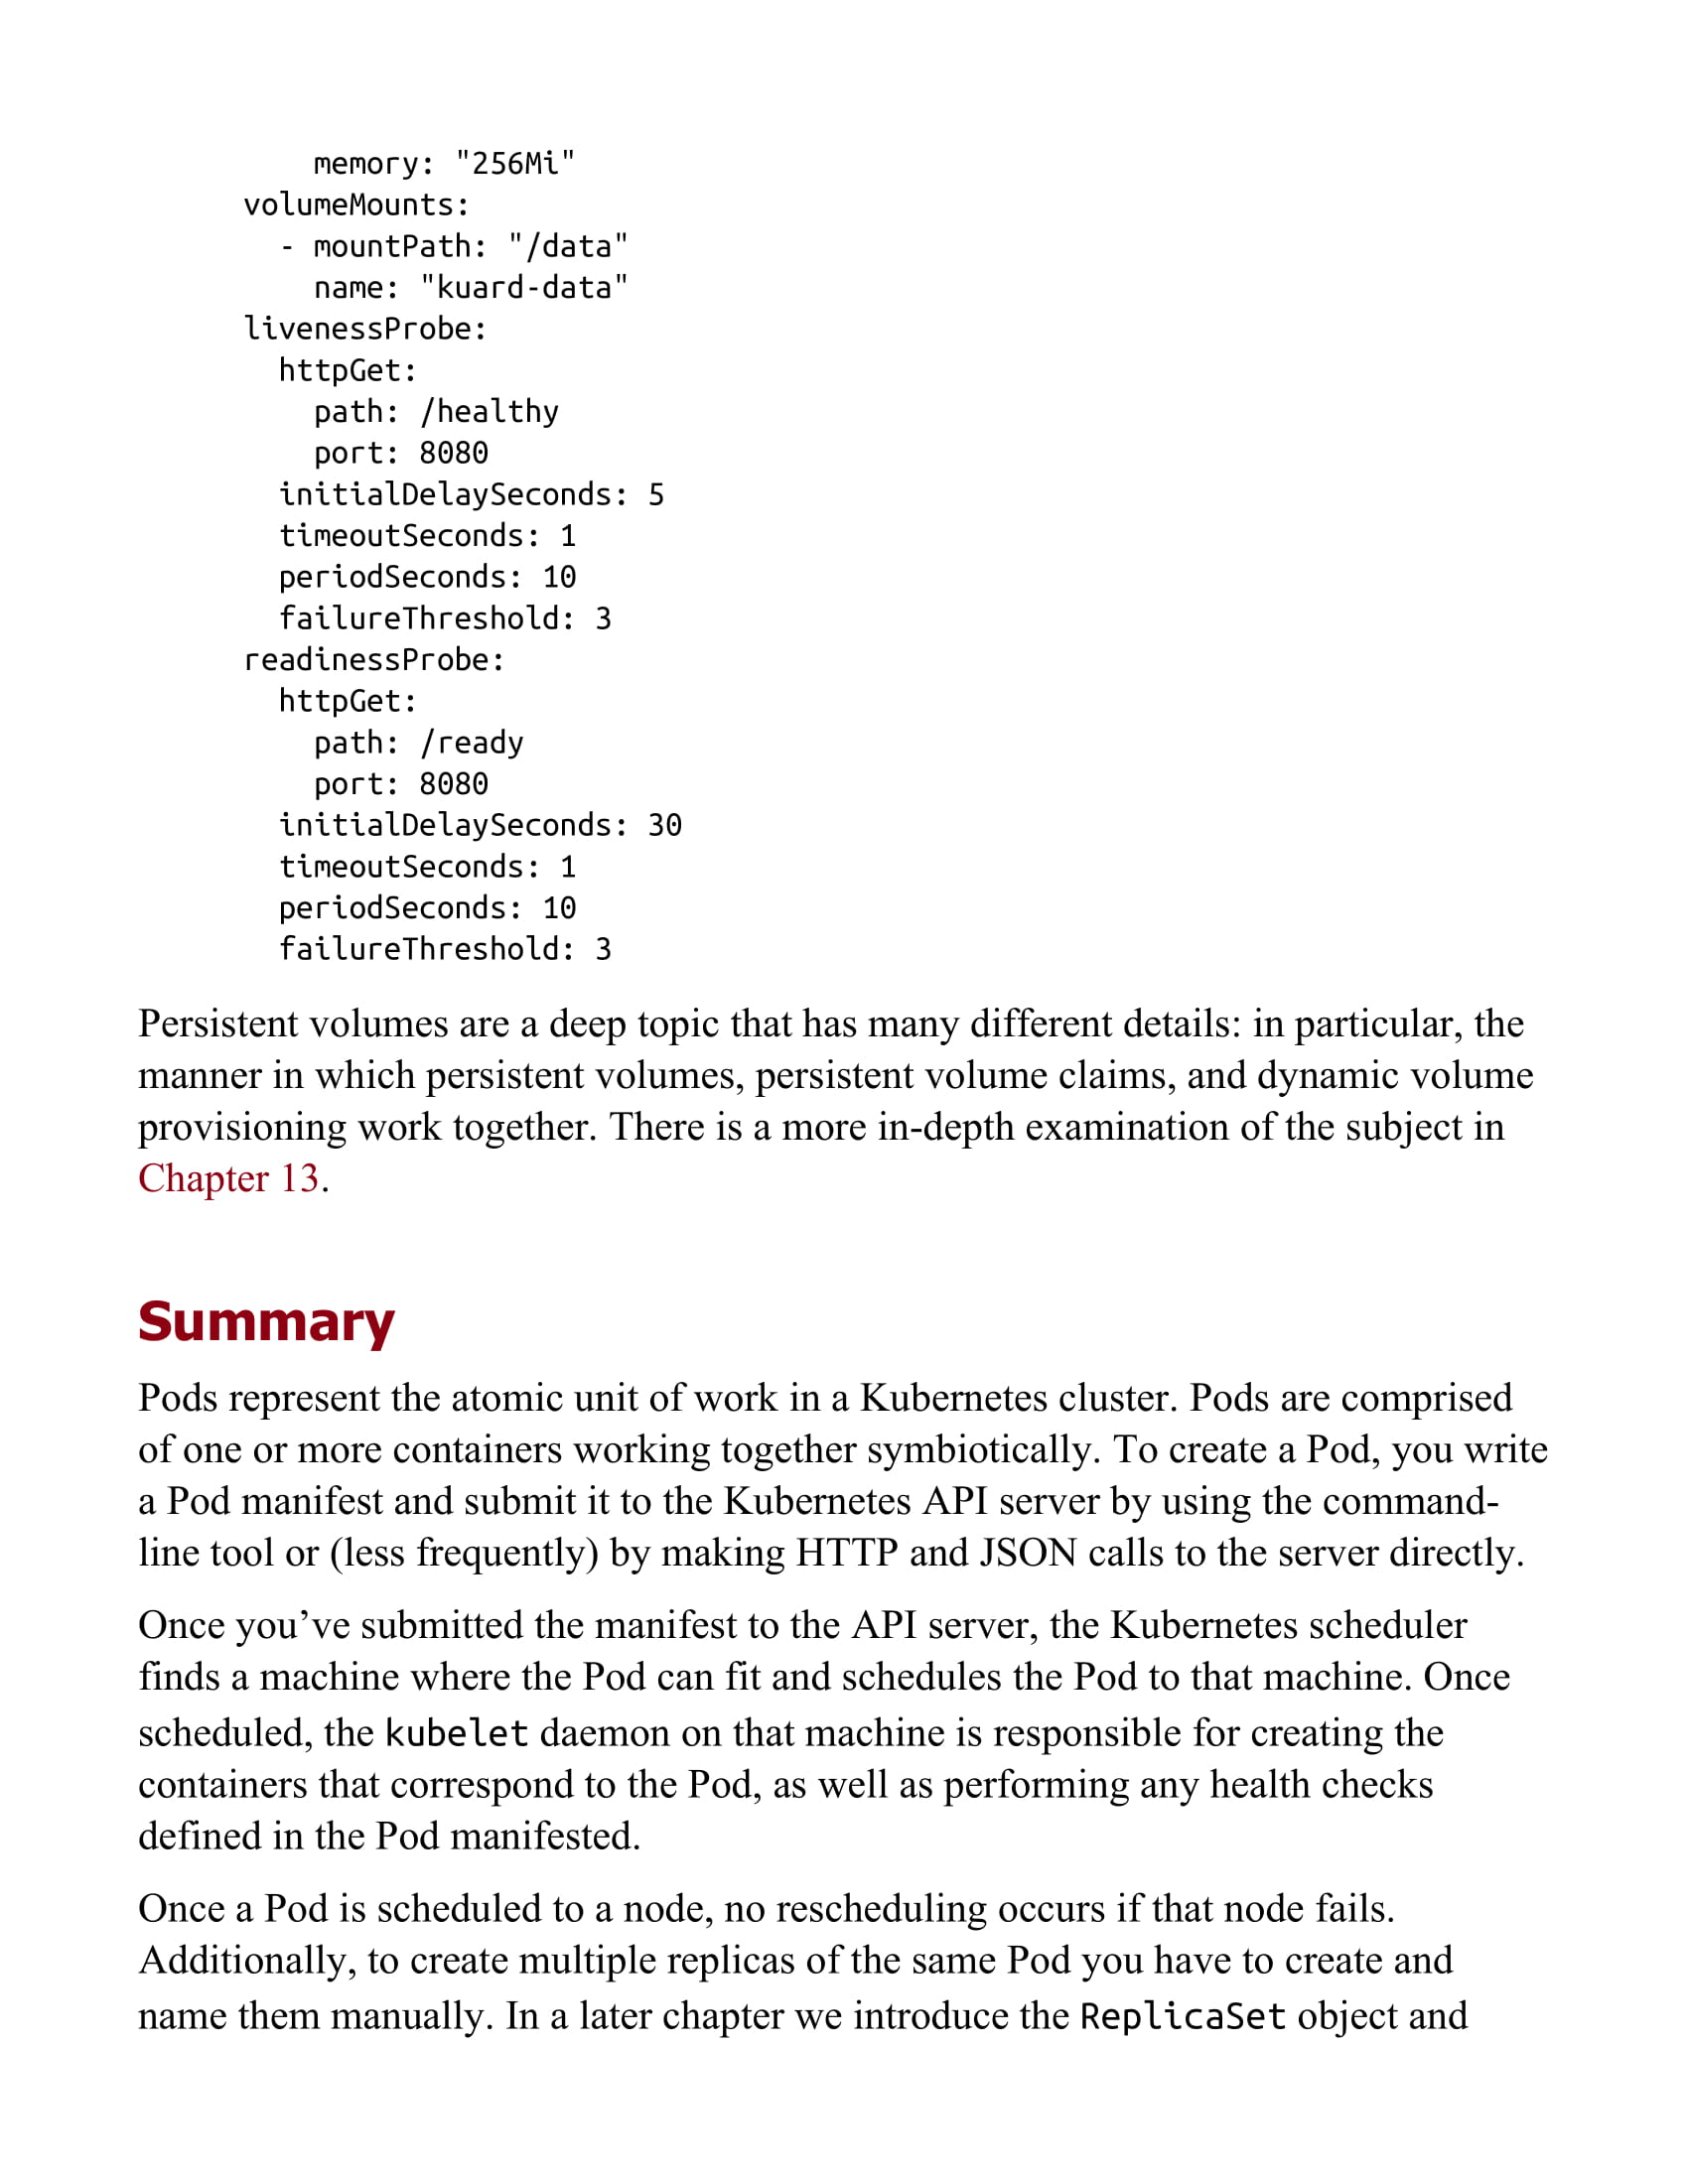 memory: "256Mi"
volumeMounts:
- mountPath: "/data"
name: "kuard-data"
livenessProbe:
httpGet:
path: /healthy
port: 8080
initialDelaySeconds: 5
timeoutSeconds: 1
periodSeconds: 10
failureThreshold: 3
readinessProbe:
httpGet:
path: /ready
port: 8080
initialDelaySeconds: 30
timeoutSeconds: 1
periodSeconds: 10
failureThreshold: 3
Persistent volumes are a deep topic that has many different details: in particular, the
manner in which persistent volumes, persistent volume claims, and dynamic volume
provisioning work together. There is a more in-depth examination of the subject in
Chapter 13.
Summary
Pods represent the atomic unit of work in a Kubernetes cluster. Pods are comprised
of one or more containers working together symbiotically. To create a Pod, you write
a Pod manifest and submit it to the Kubernetes API server by using the command-
line tool or (less frequently) by making HTTP and JSON calls to the server directly.
Once you’ve submitted the manifest to the API server, the Kubernetes scheduler
finds a machine where the Pod can fit and schedules the Pod to that machine. Once
scheduled, the kubelet daemon on that machine is responsible for creating the
containers that correspond to the Pod, as well as performing any health checks
defined in the Pod manifested.
Once a Pod is scheduled to a node, no rescheduling occurs if that node fails.
Additionally, to create multiple replicas of the same Pod you have to create and
name them manually. In a later chapter we introduce the ReplicaSet object and